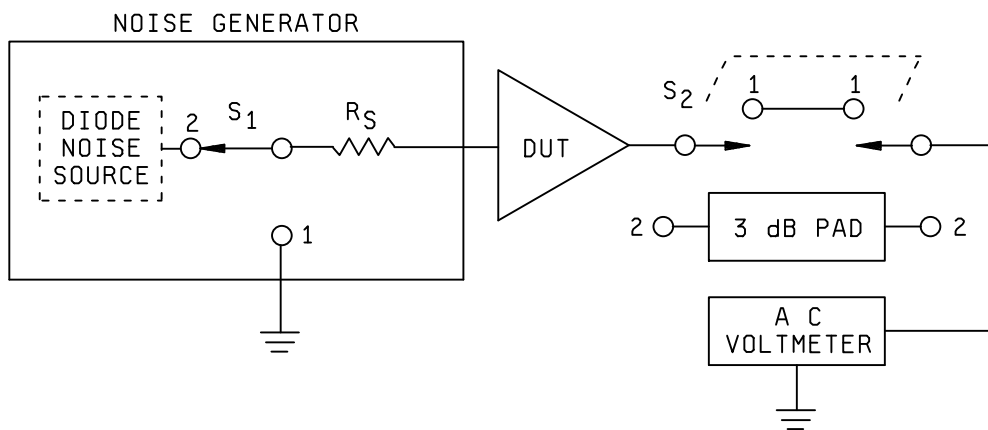 NOISE GENERATOR
DIODE
NOISE
SOURCE
2
S1
RS
1
DUT
S2
1
1
2
3 dB PAD
2
A C
VOLTMETER